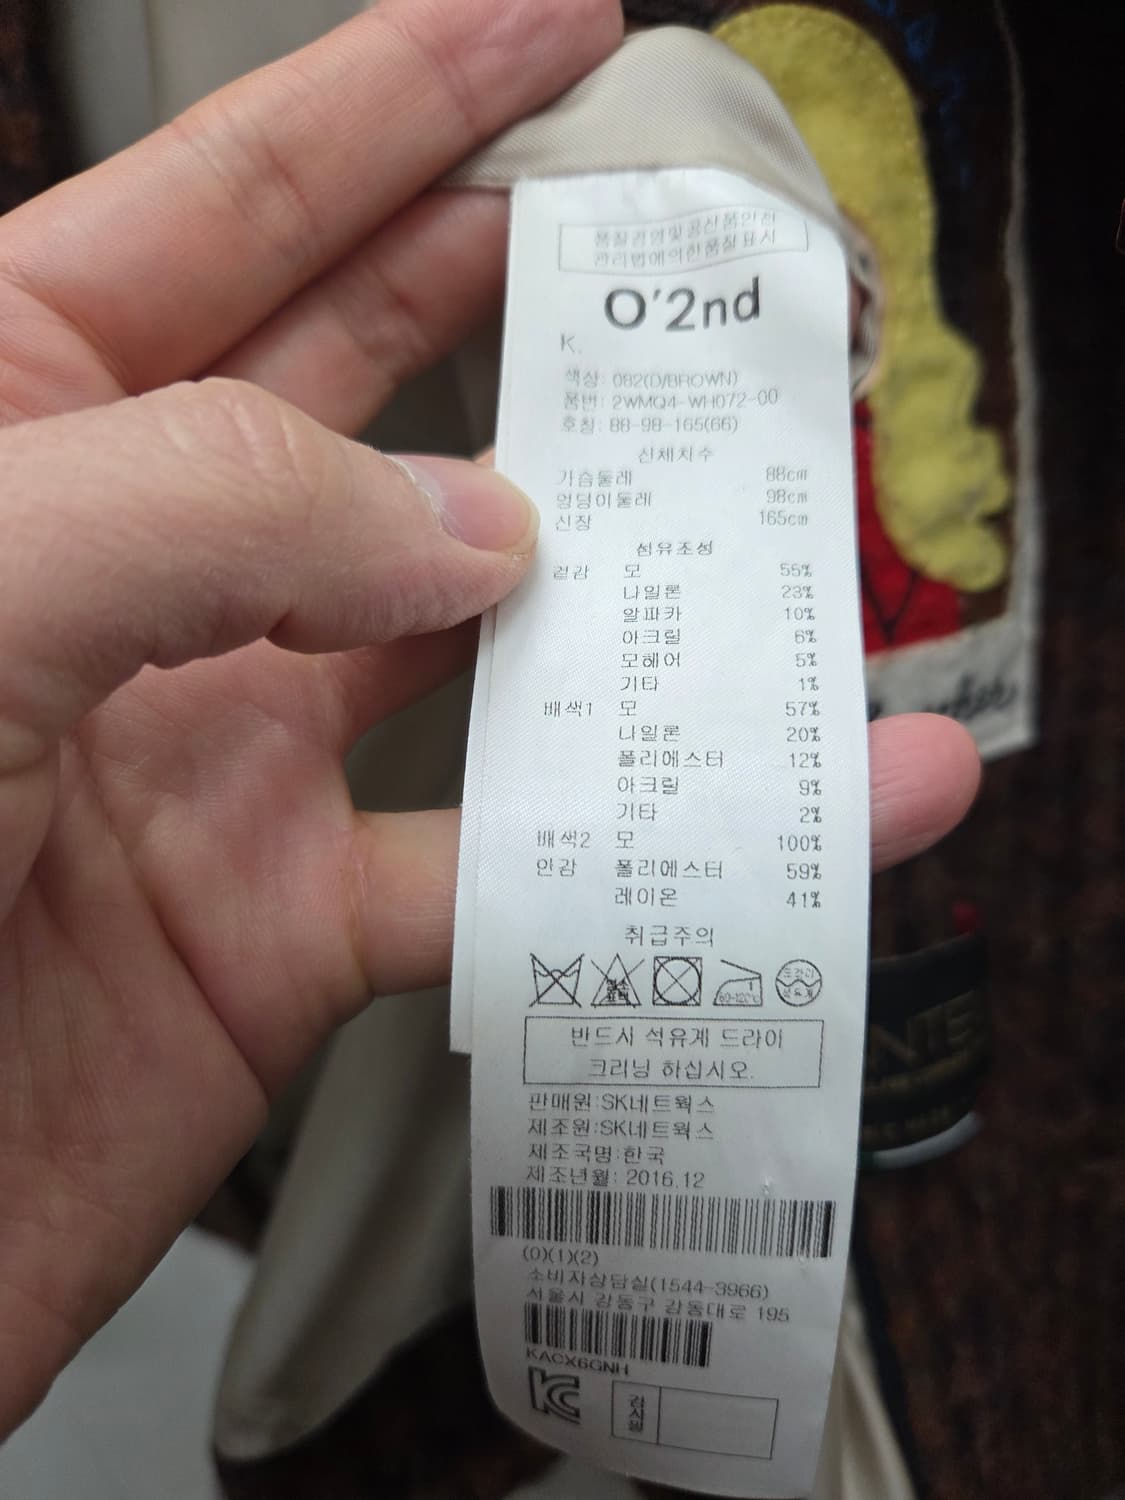 품질경영및공산품안전
관리법에의한품질표시
O'2nd
K.
색상: 082(D/BROWN)
품번: 2WMQ4-WH072-00
호칭: 88-98-165(66)
신체치수
가슴둘레 88cm
엉덩이둘레 98cm
신장 165cm
섬유조성
겉감 모 55%
나일론 23%
알파카 10%
아크릴 6%
모헤어 5%
기타 1%
배색1 모 57%
나일론 20%
폴리에스터 12%
아크릴 9%
기타 2%
배색2 모 100%
안감 폴리에스터 59%
레이온 41%
취급주의
60-120℃
드라이
석유계
반드시 석유계 드라이
크리닝 하십시오.
판매원:SK네트웍스
제조원:SK네트웍스
제조국명:한국
제조년월: 2016.12
(0)(1)(2)
소비자상담실(1544-3966)
서울시 강동구 강동대로 195
KACX6GNH
KC
검사필